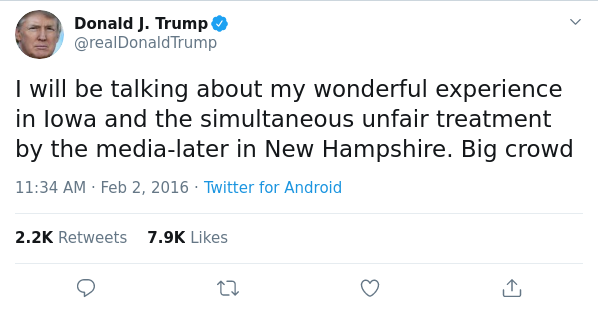 Donald J. Trump
@realDonaldTrump
I will be talking about my wonderful experience
in Iowa and the simultaneous unfair treatment
by the media-later in New Hampshire. Big crowd
11:34 AM · Feb 2, 2016 · Twitter for Android
2.2K Retweets 7.9K Likes